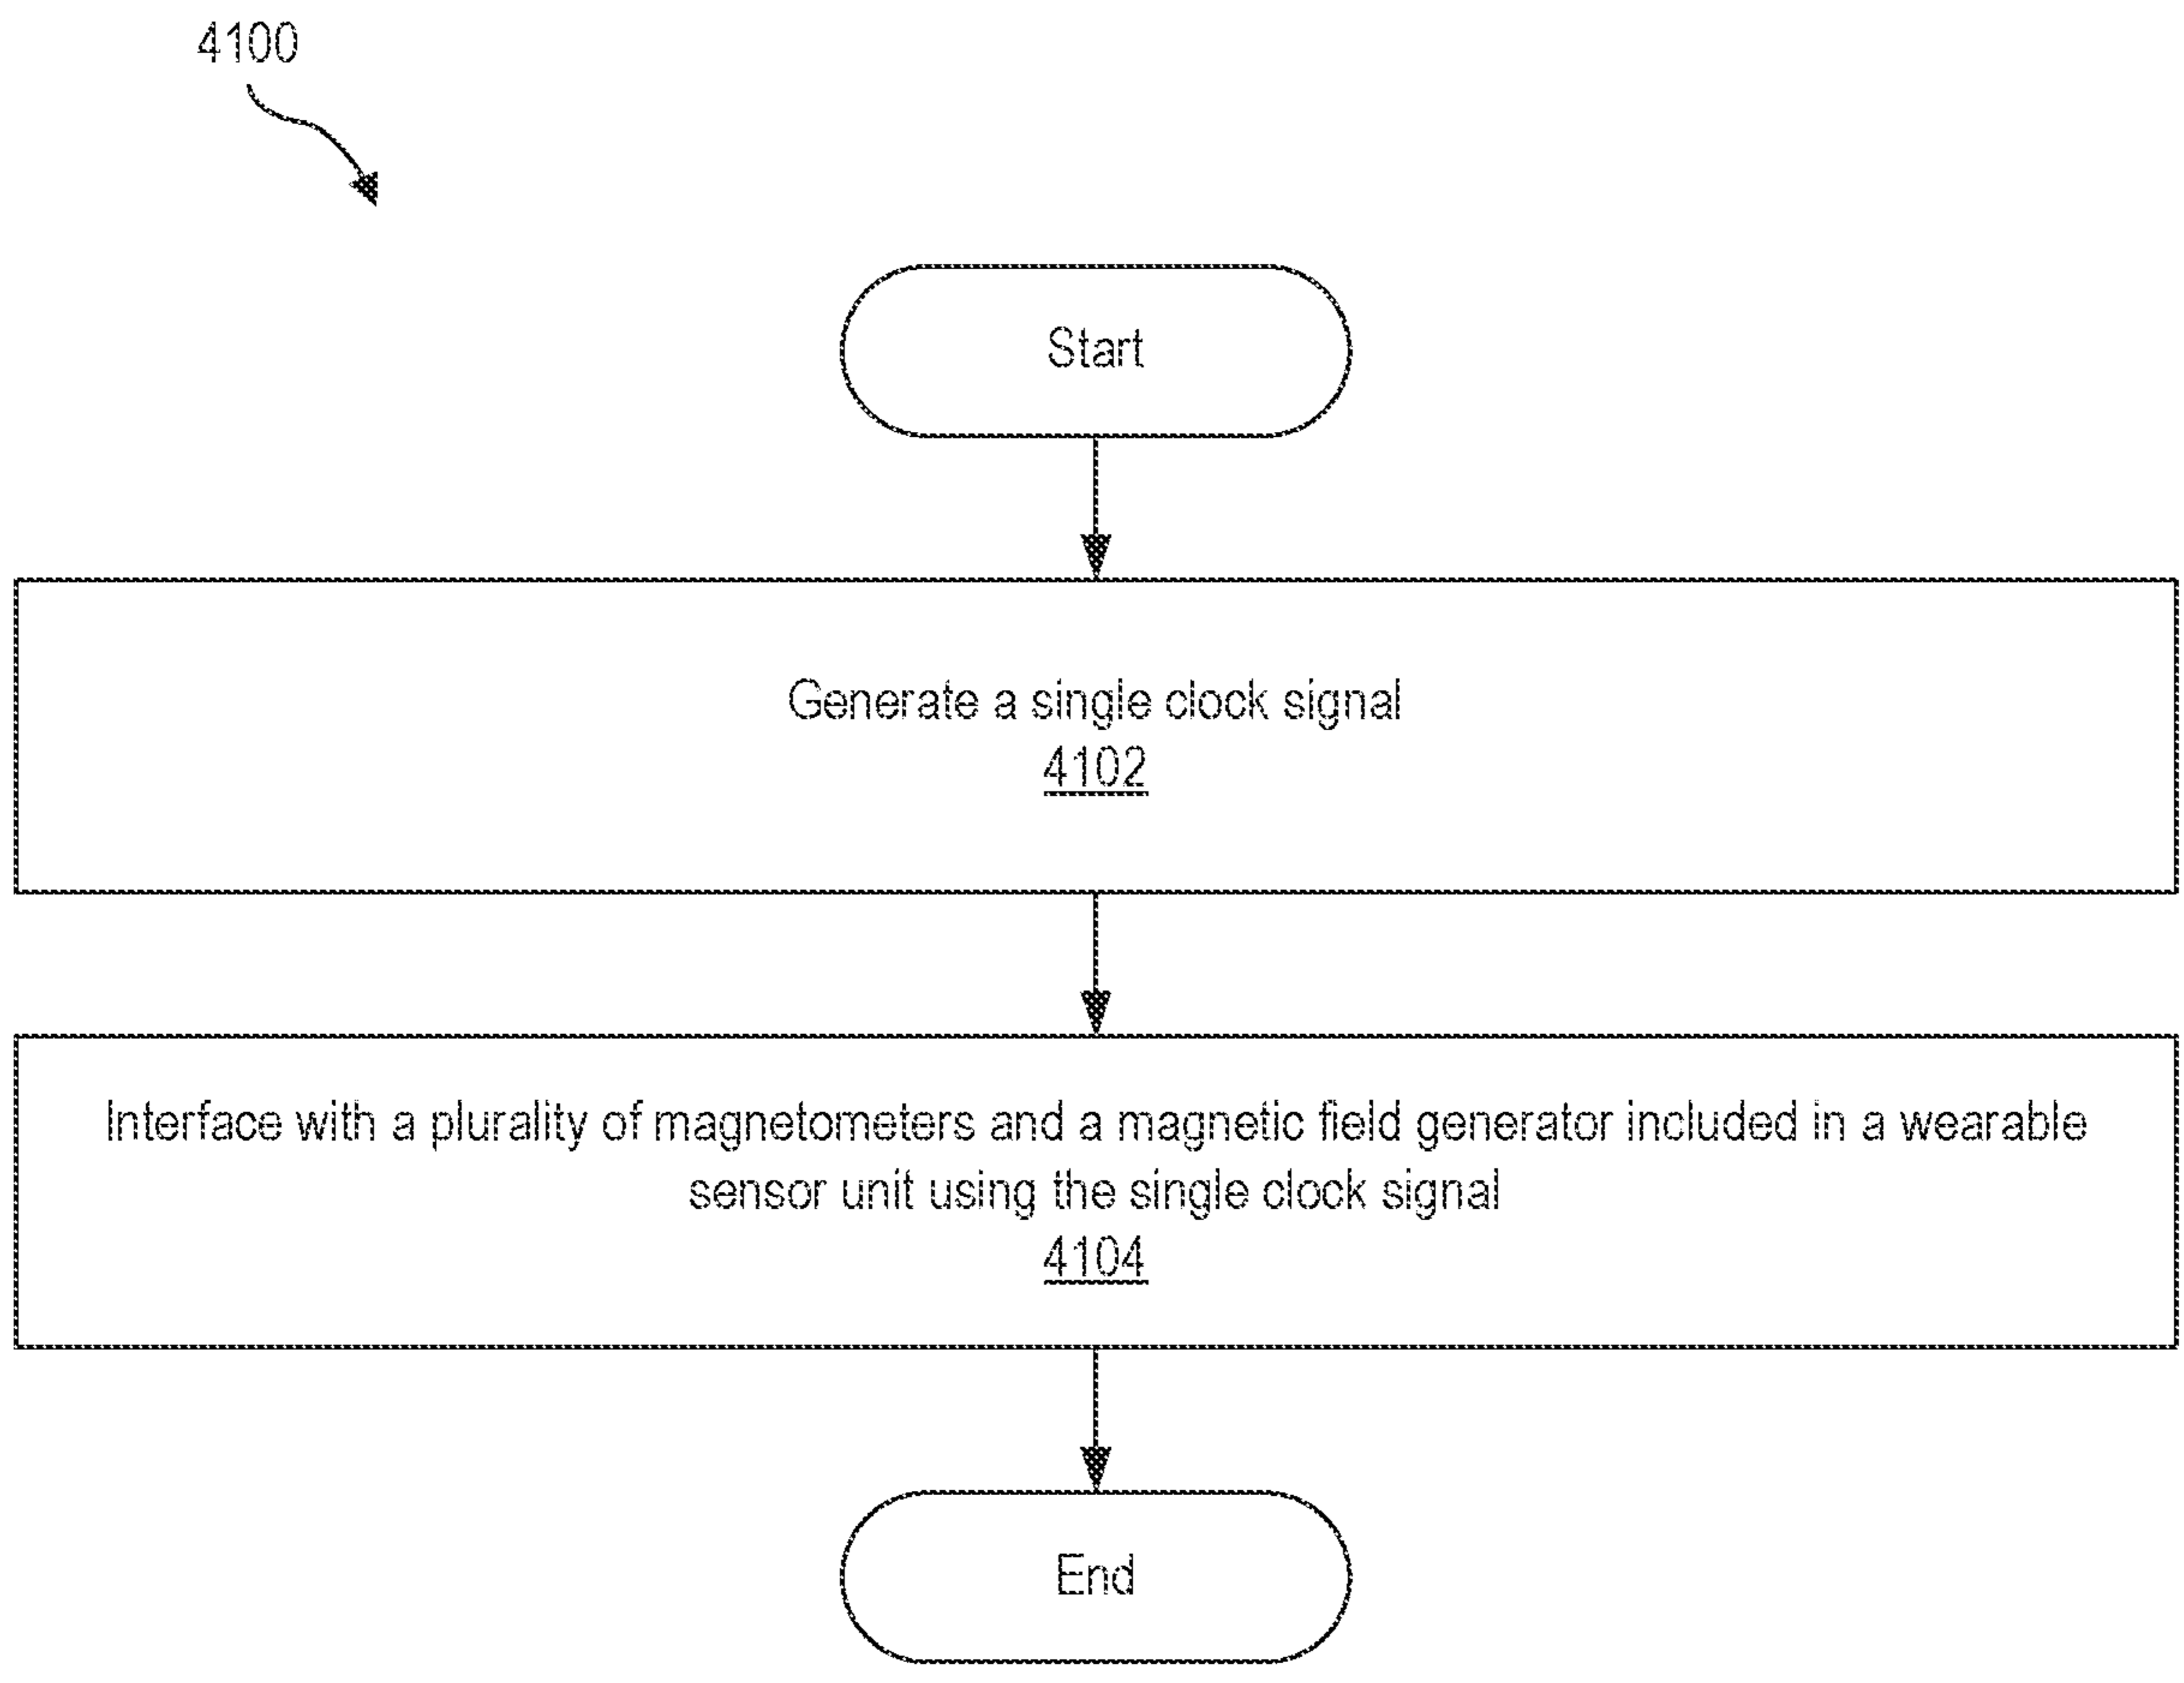 4100
Start
Generate a single clock signal
4102
Interface with a plurality of magnetometers and a magnetic field generator included in a wearable
sensor unit using the single clock signal
4104
End